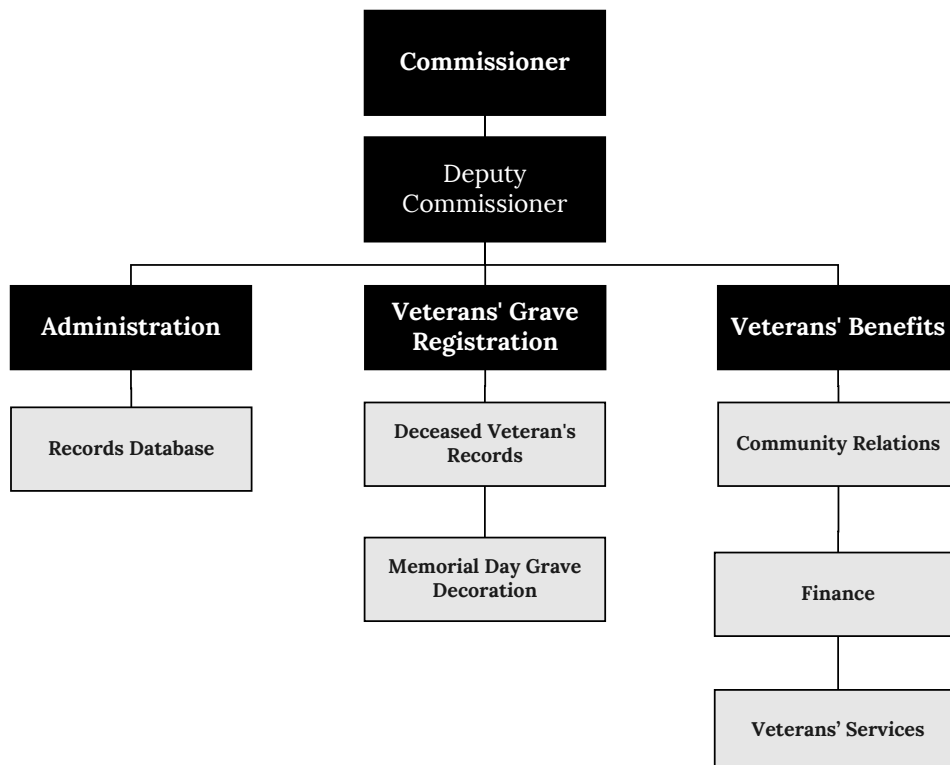 Commissioner
Deputy
Commissioner
Administration
Veterans' Grave
Registration
Veterans' Benefits
Records Database
Deceased Veteran's
Records
Community Relations
Memorial Day Grave
Decoration
Finance
Veterans’ Services